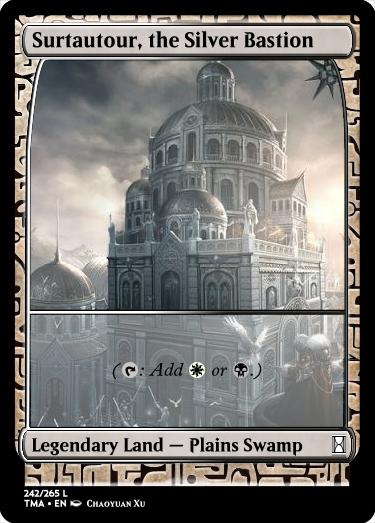 Surtautour, the Silver Bastion
(: Add or .)
Legendary Land — Plains Swamp
242/265 L
TMA • EN Chaoyuan Xu